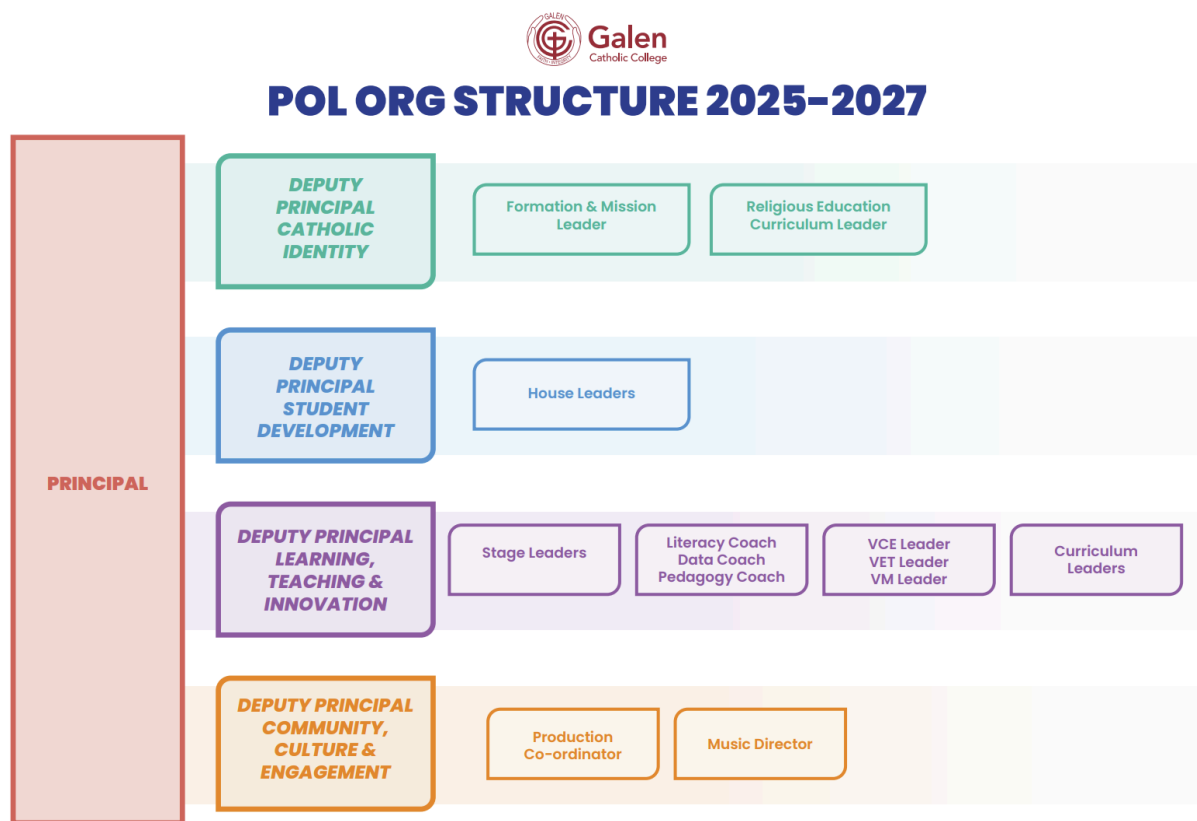 GALEN
Galen
Catholic College
POL ORG STRUCTURE 2025-2027
PRINCIPAL
DEPUTY
PRINCIPAL
CATHOLIC
IDENTITY
Formation & Mission
Leader
Religious Education
Curriculum Leader
DEPUTY
PRINCIPAL
STUDENT
DEVELOPMENT
House Leaders
DEPUTY PRINCIPAL
LEARNING,
TEACHING &
INNOVATION
Stage Leaders
Literacy Coach
Data Coach
Pedagogy Coach
VCE Leader
VET Leader
VM Leader
Curriculum
Leaders
DEPUTY PRINCIPAL
COMMUNITY,
CULTURE &
ENGAGEMENT
Production
Co-ordinator
Music Director